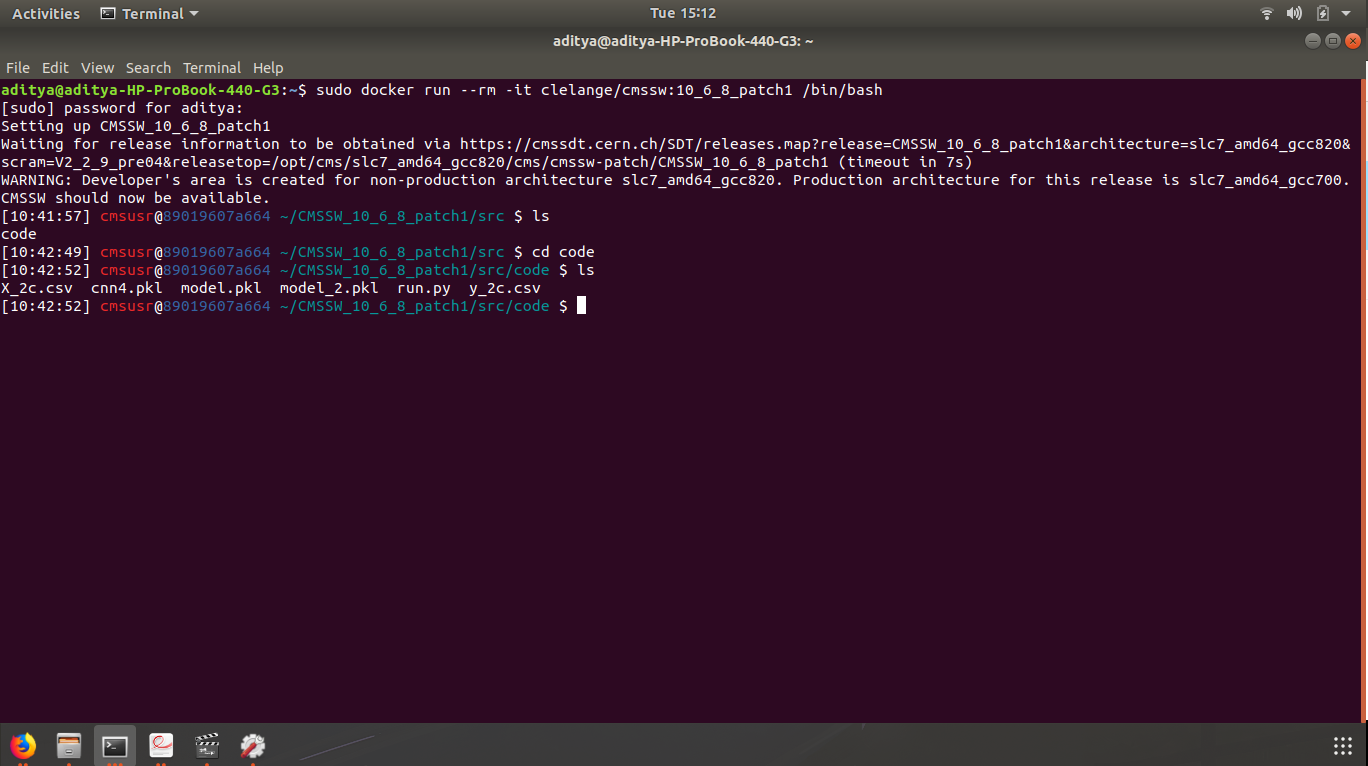 Activities Terminal Tue 15:12
aditya@aditya-HP-ProBook-440-G3: ~
File Edit View Search Terminal Help
aditya@aditya-HP-ProBook-440-G3:~$ sudo docker run --rm -it clelange/cmssw:10_6_8_patch1 /bin/bash
[sudo] password for aditya:
Setting up CMSSW_10_6_8_patch1
Waiting for release information to be obtained via https://cmssdt.cern.ch/SDT/releases.map?release=CMSSW_10_6_8_patch1&architecture=slc7_amd64_gcc820&
scram=V2_2_9_pre04&releasetop=/opt/cms/slc7_amd64_gcc820/cms/cmssw-patch/CMSSW_10_6_8_patch1 (timeout in 7s)
WARNING: Developer's area is created for non-production architecture slc7_amd64_gcc820. Production architecture for this release is slc7_amd64_gcc700.
CMSSW should now be available.
[10:41:57] cmsusr@89019607a664 ~/CMSSW_10_6_8_patch1/src $ ls
code
[10:42:49] cmsusr@89019607a664 ~/CMSSW_10_6_8_patch1/src $ cd code
[10:42:52] cmsusr@89019607a664 ~/CMSSW_10_6_8_patch1/src/code $ ls
X_2c.csv  cnn4.pkl  model.pkl  model_2.pkl  run.py  y_2c.csv
[10:42:52] cmsusr@89019607a664 ~/CMSSW_10_6_8_patch1/src/code $